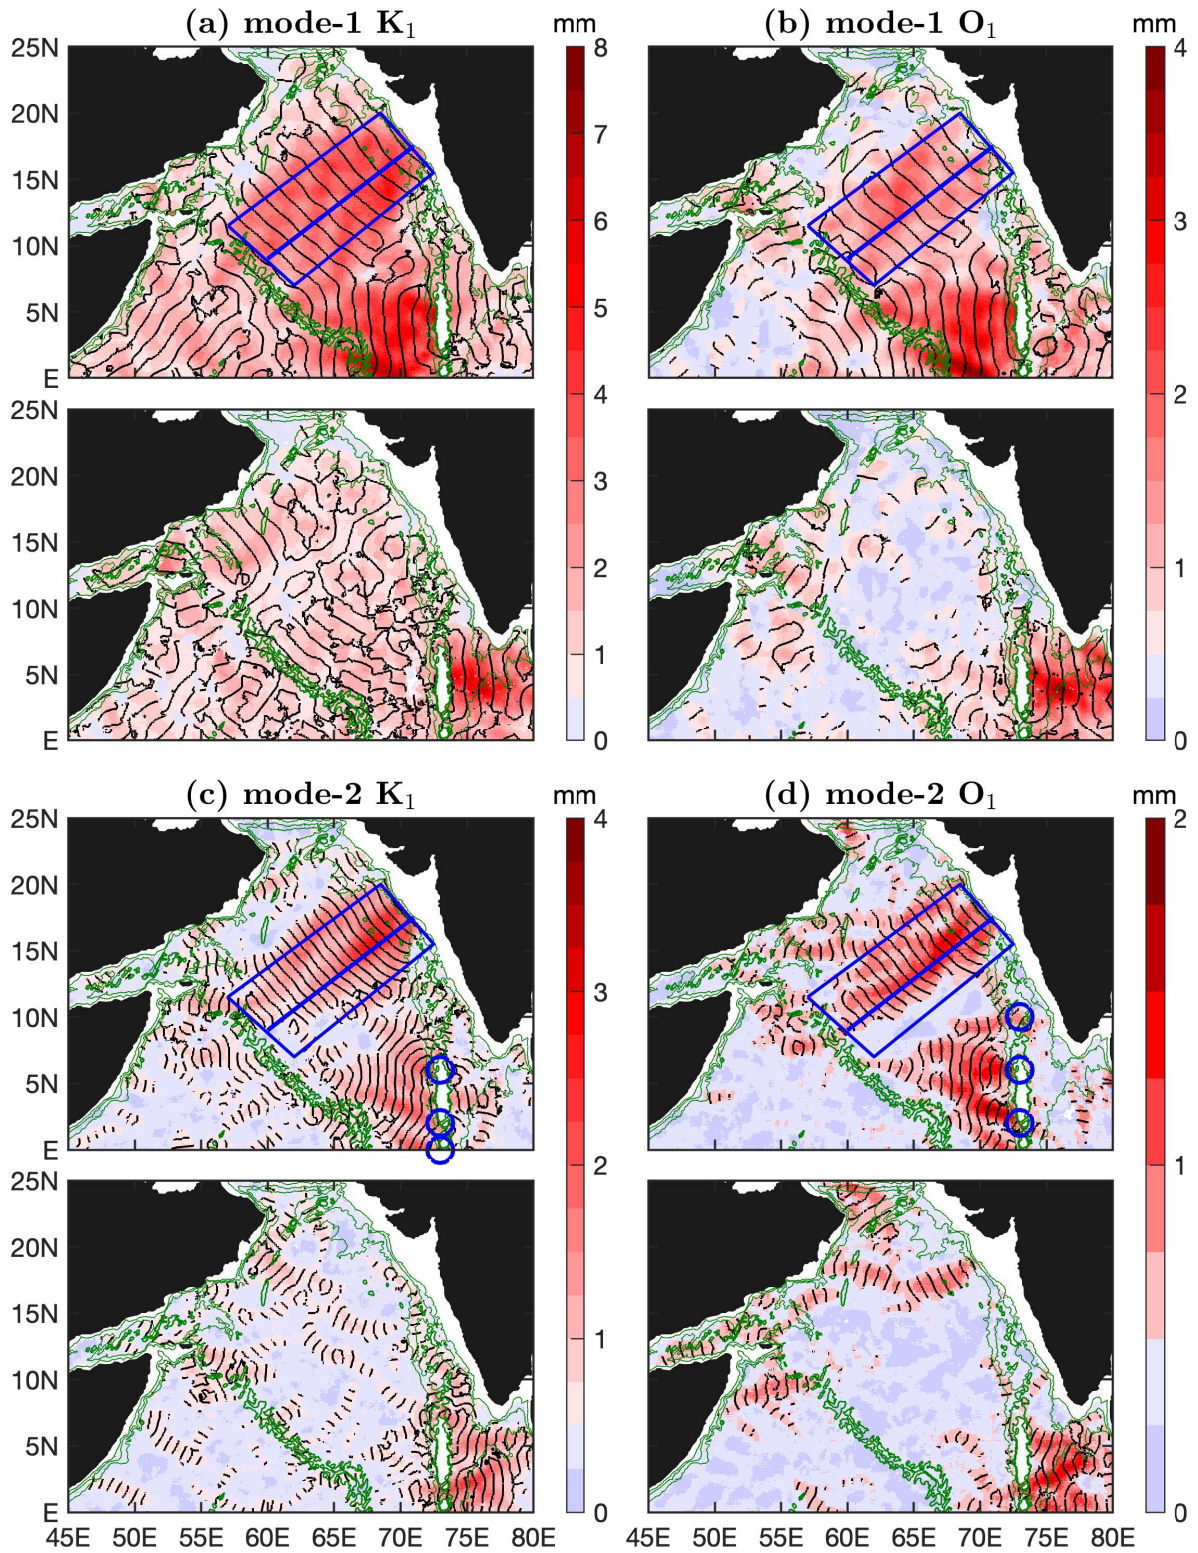 (a) mode-1 K₁
mm
(b) mode-1 O₁
mm
25N
20N
15N
10N
5N
E
8
7
6
5
4
3
2
1
0
4
3
2
1
0
25N
20N
15N
10N
5N
E
(c) mode-2 K₁
mm
(d) mode-2 O₁
mm
25N
20N
15N
10N
5N
E
4
3
2
1
0
2
1
0
25N
20N
15N
10N
5N
E
45E 50E 55E 60E 65E 70E 75E 80E
45E 50E 55E 60E 65E 70E 75E 80E